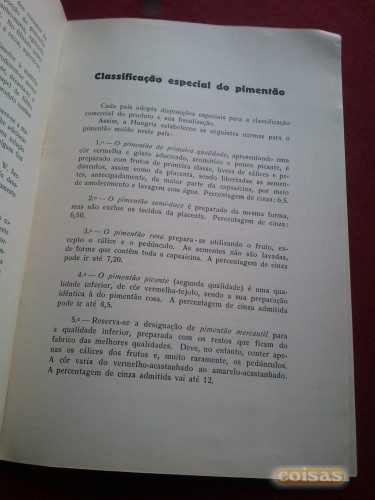 Classificação especial do pimentão
Cada país adopta disposições especiais para a classificação
comercial do produto e sua fiscalização.
Assim, a Hungria estabeleceu as seguintes normas para o
pimentão moído neste país:
1.º — O pimentão de primeira qualidade, apresentando uma
côr vermelha e gôsto adocicado, aromático e pouco picante, é
preparado com frutos de primeira classe, limpos de cálices e pe-
dúnculos, assim como da placenta, sendo libertadas as semen-
tes, antecipadamente, da maior parte da capsaicina, por meio
de amolecimento e lavagem com água. Percentagem de cinza: 6,5.
2.º — O pimentão semi-doce é preparado da mesma forma,
mas não exclue os tecidos da placenta. Percentagem de cinza:
6,50.
3.º — O pimentão rosa prepara-se utilizando o fruto, ex-
cepto o cálice e o pedúnculo. As sementes não são lavadas,
de forma que contêm toda a capsaicina. A percentagem de cinza
pode ir até 7,20.
4.º — O pimentão picante (segunda qualidade) é uma qua-
lidade inferior, de côr vermelha-tejolo, sendo a sua preparação
idêntica à do pimentão rosa. A percentagem de cinza admitida
pode ir até 8,5.
5.º — Reserva-se a designação de pimentão mercantil para
a qualidade inferior, preparada com os restos que ficam do
fabrico das melhores qualidades. Deve, no entanto, conter ape-
nas os cálices dos frutos e, muito raramente, os pedúnculos.
A côr varia do vermelho-acastanhado ao amarelo-acastanhado.
A percentagem de cinza admitida vai até 12.
coisas